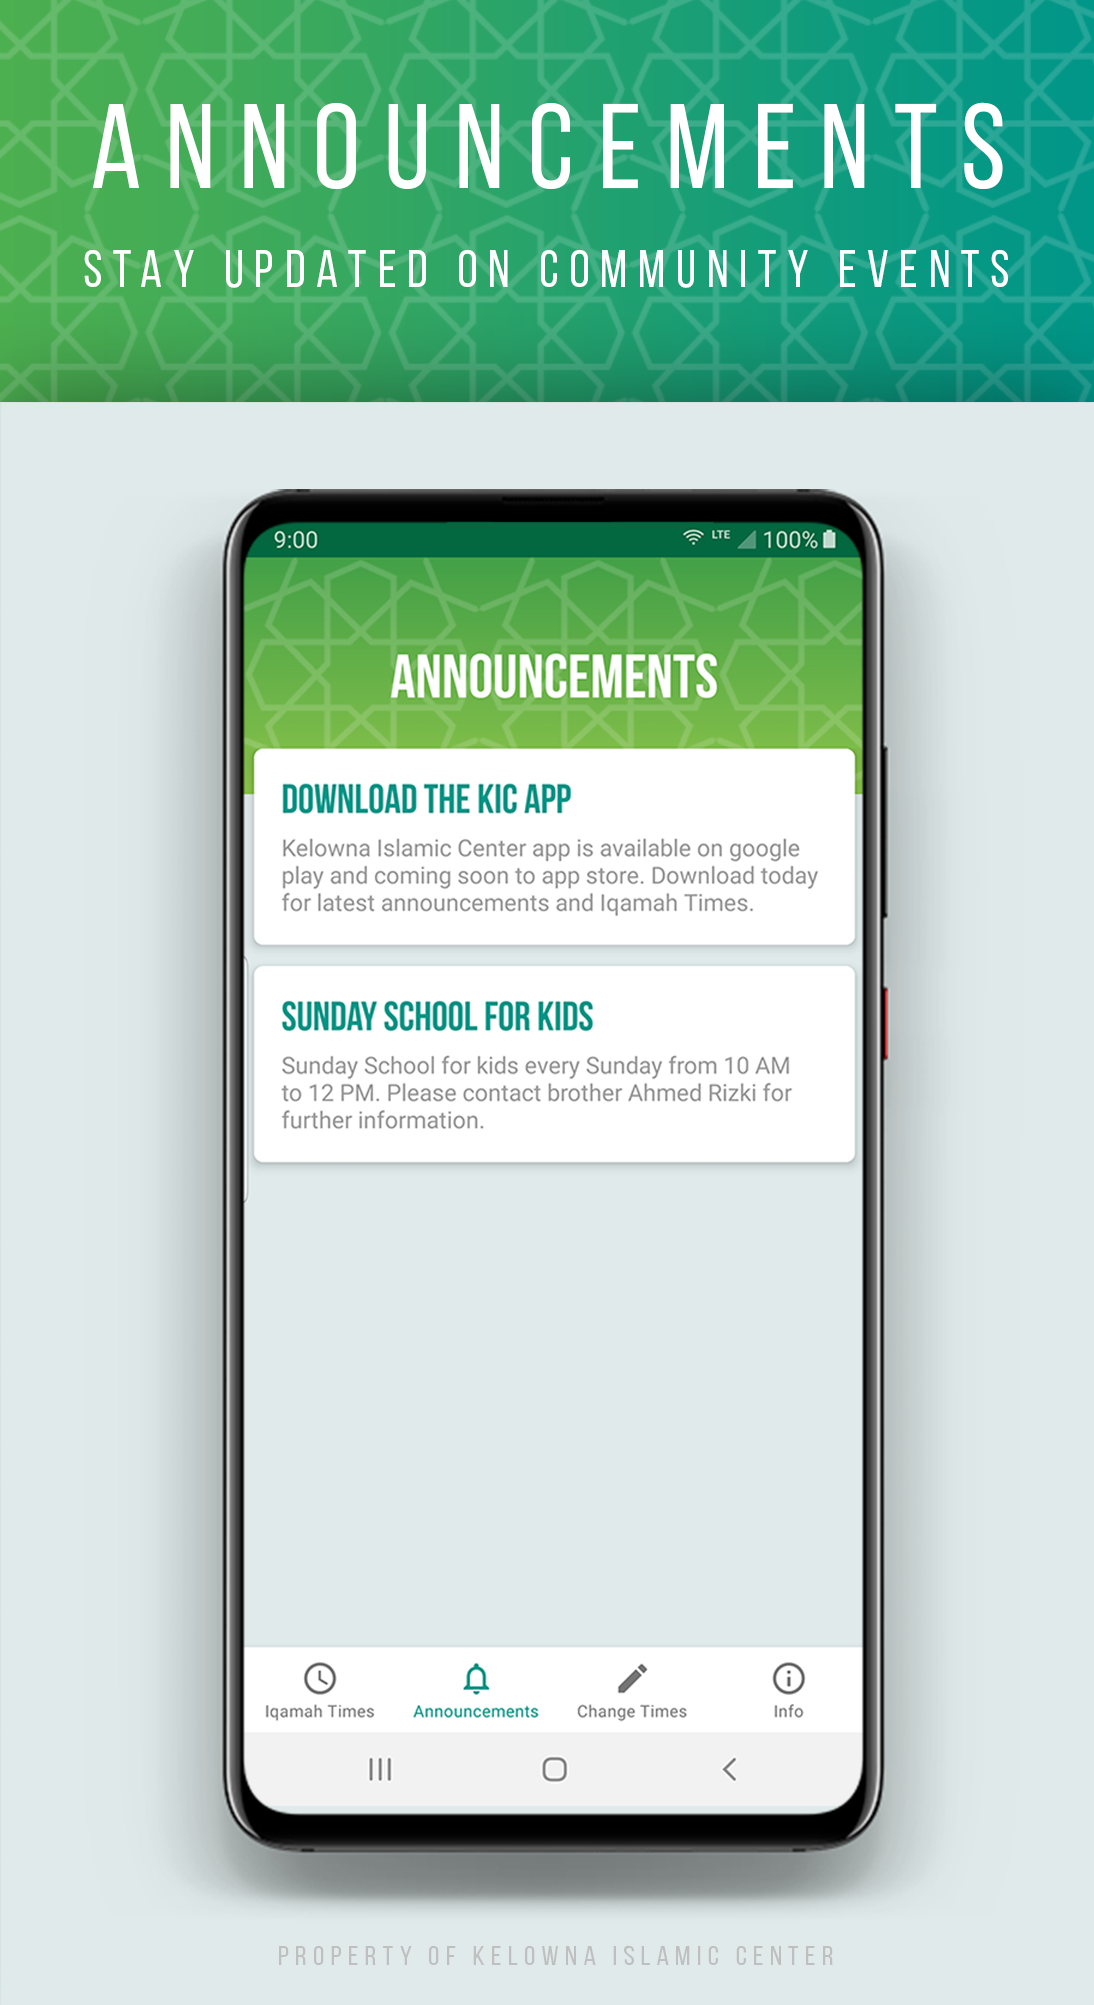 ANNOUNCEMENTS
STAY UPDATED ON COMMUNITY EVENTS
9:00
LTE
100%
ANNOUNCEMENTS
DOWNLOAD THE KIC APP
Kelowna Islamic Center app is available on google
play and coming soon to app store. Download today
for latest announcements and Iqamah Times.
SUNDAY SCHOOL FOR KIDS
Sunday School for kids every Sunday from 10 AM
to 12 PM. Please contact brother Ahmed Rizki for
further information.
Iqamah Times
Announcements
Change Times
Info
PROPERTY OF KELOWNA ISLAMIC CENTER